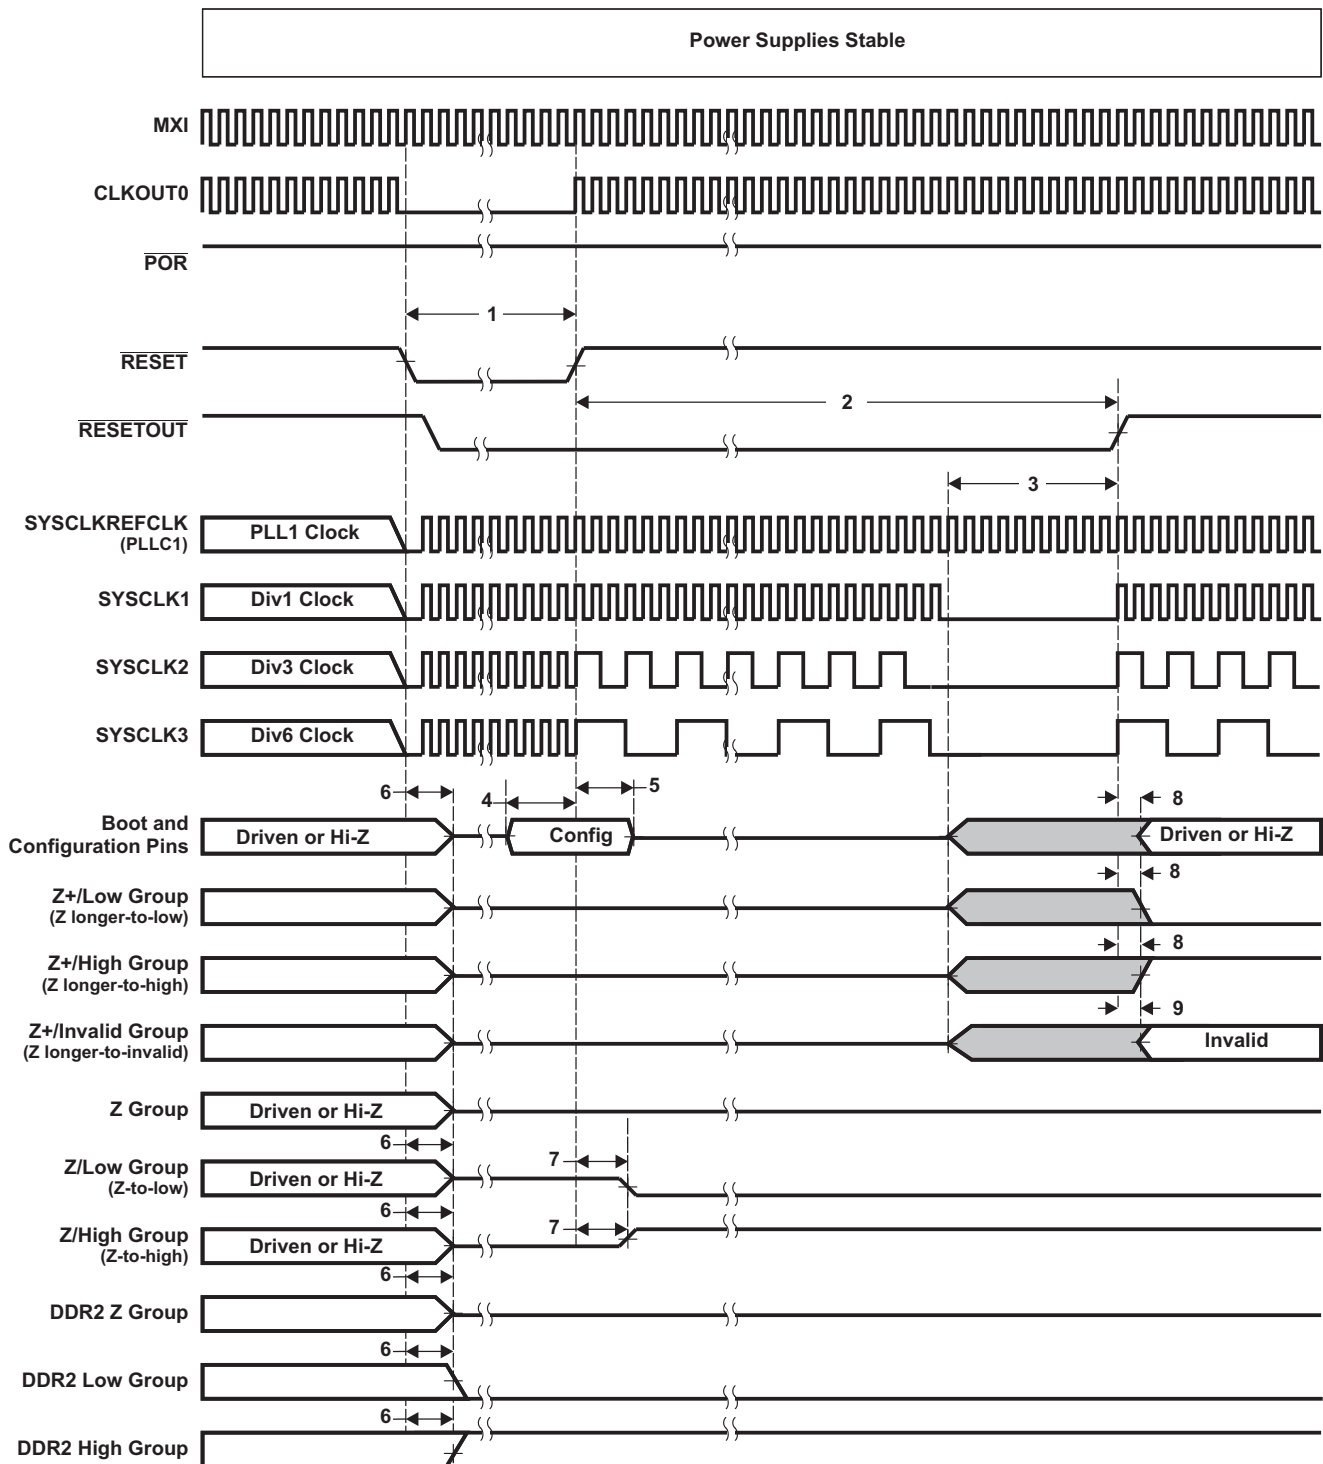 Power Supplies Stable
MXI
CLKOUT0
POR
1
RESET
2
RESETOUT
3
SYSCLKREFCLK
(PLLC1)
PLL1 Clock
SYSCLK1
Div1 Clock
SYSCLK2
Div3 Clock
SYSCLK3
Div6 Clock
6
4
5
8
Boot and
Configuration Pins
Driven or Hi-Z
Config
Driven or Hi-Z
8
Z+/Low Group
(Z longer-to-low)
8
Z+/High Group
(Z longer-to-high)
9
Z+/Invalid Group
(Z longer-to-invalid)
Invalid
Z Group
Driven or Hi-Z
6
7
Z/Low Group
(Z-to-low)
Driven or Hi-Z
6
7
Z/High Group
(Z-to-high)
Driven or Hi-Z
6
DDR2 Z Group
6
DDR2 Low Group
6
DDR2 High Group